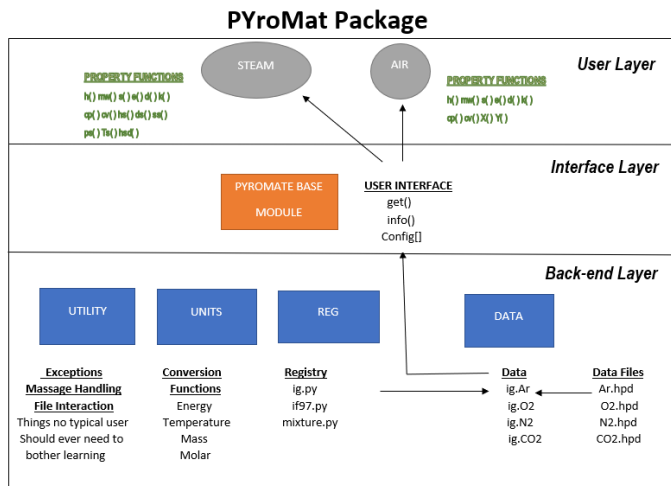 PYroMat Package
User Layer
STEAM
AIR
PROPERTY FUNCTIONS
h() mw() s() e() d() k()
cp() cv() hs() ds() ss()
ps() Ts() hsd()
PROPERTY FUNCTIONS
h() mw() s() e() d() k()
cp() cv() X() Y()
Interface Layer
PYROMATE BASE
MODULE
USER INTERFACE
get()
info()
Config[]
Back-end Layer
UTILITY
UNITS
REG
DATA
Exceptions
Massage Handling
File Interaction
Things no typical user
Should ever need to
bother learning
Conversion
Functions
Energy
Temperature
Mass
Molar
Registry
ig.py
if97.py
mixture.py
Data
ig.Ar
ig.O2
ig.N2
ig.CO2
Data Files
Ar.hpd
O2.hpd
N2.hpd
CO2.hpd